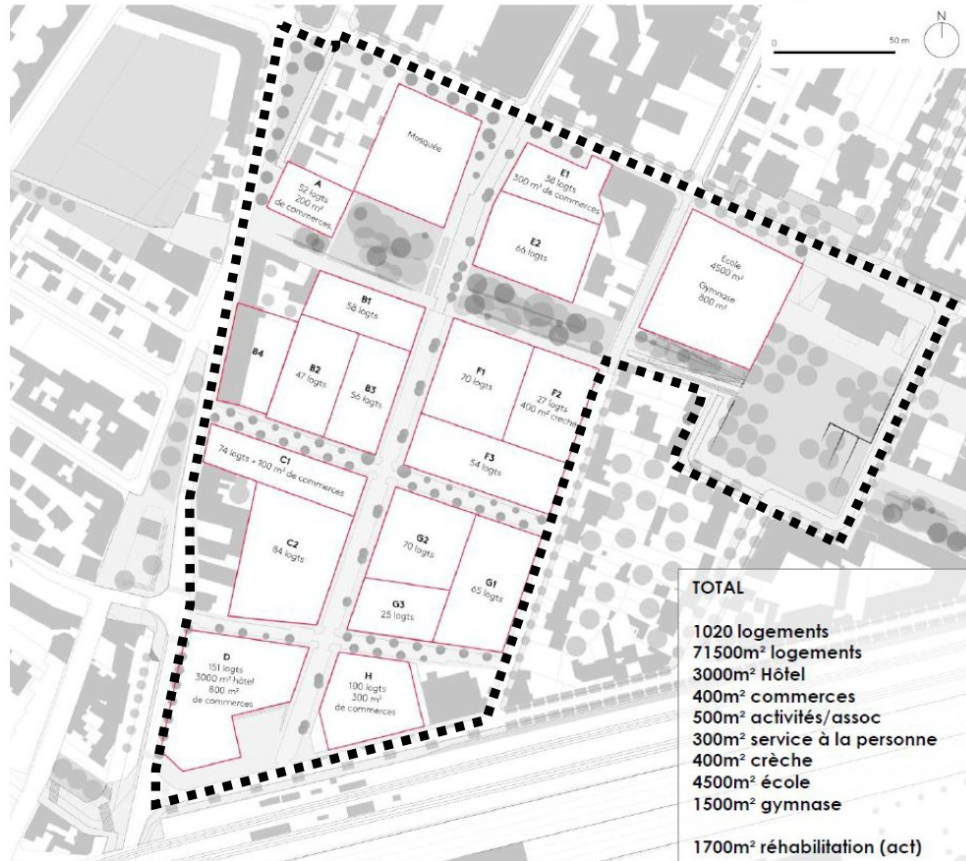 N
0
50 m
Mosquée
A
52 logts
200 m²
de commerces
E1
38 logts
300 m² de commerces
E2
66 logts
Ecole
4500 m²
Gymnase
800 m²
B1
58 logts
B4
B2
47 logts
B3
56 logts
F1
70 logts
F2
27 logts
400 m² creche
F3
54 logts
C1
74 logts + 100 m² de commerces
C2
84 logts
G2
70 logts
G1
65 logts
G3
25 logts
D
151 logts
3000 m² hôtel
800 m²
de commerces
H
100 logts
300 m²
de commerces
TOTAL
1020 logements
71500m² logements
3000m² Hôtel
400m² commerces
500m² activités/assoc
300m² service à la personne
400m² crèche
4500m² école
1500m² gymnase
1700m² réhabilitation (act)